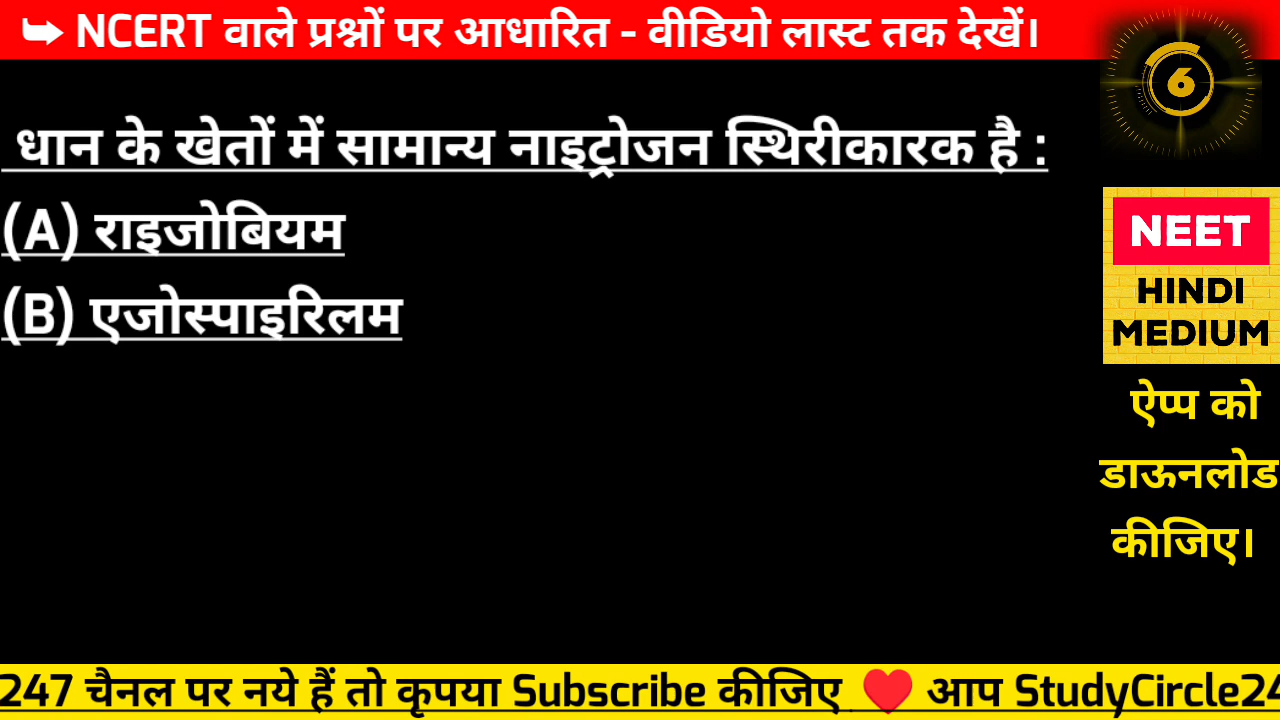 ➥ NCERT वाले प्रश्नों पर आधारित - वीडियो लास्ट तक देखें।
6
धान के खेतों में सामान्य नाइट्रोजन स्थिरीकारक है :
(A) राइजोबियम
(B) एजोस्पाइरिलम
NEET
HINDI
MEDIUM
ऐप्प को
डाऊनलोड
कीजिए।
247 चैनल पर नये हैं तो कृपया Subscribe कीजिए ❤️ आप StudyCircle24